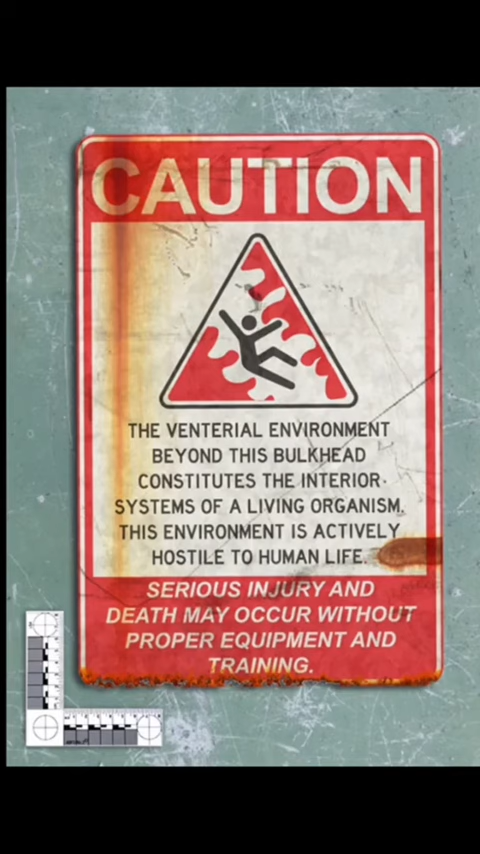 CAUTION
THE VENTERIAL ENVIRONMENT
BEYOND THIS BULKHEAD
CONSTITUTES THE INTERIOR
SYSTEMS OF A LIVING ORGANISM.
THIS ENVIRONMENT IS ACTIVELY
HOSTILE TO HUMAN LIFE.
SERIOUS INJURY AND
DEATH MAY OCCUR WITHOUT
PROPER EQUIPMENT AND
TRAINING.